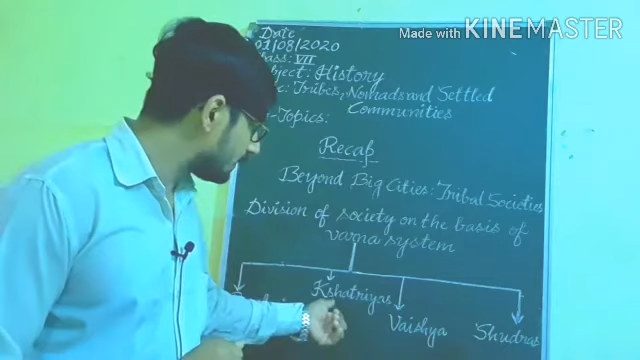 Made with KINEMASTER
Date
01/08/2020
Class: VII
Subject: History
Tribes, Nomads and Settled
Communities
-Topics:
Recap
Beyond Big Cities: Tribal Societies
Division of society on the basis of
varna system
Kshatriyas
Vaishya
Shudras